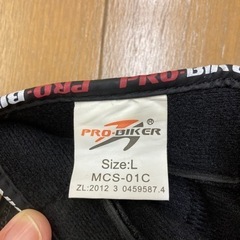 PRO-BIKER
PRO-BIKER
Size:L
MCS-01C
ZL:2012 3 0459587.4